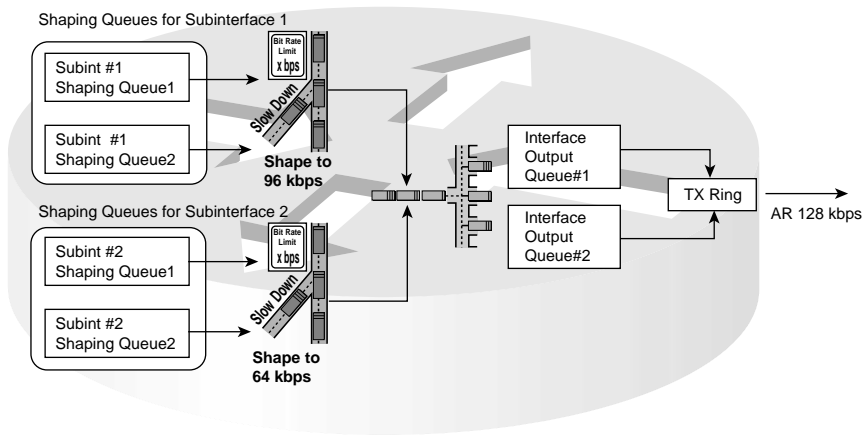 Shaping Queues for Subinterface 1
Subint #1
Shaping Queue1
Subint #1
Shaping Queue2
Bit Rate
Limit
x bps
Slow Down
Shape to
96 kbps
Shaping Queues for Subinterface 2
Subint #2
Shaping Queue1
Subint #2
Shaping Queue2
Bit Rate
Limit
x bps
Slow Down
Shape to
64 kbps
Interface
Output
Queue#1
Interface
Output
Queue#2
TX Ring
AR 128 kbps